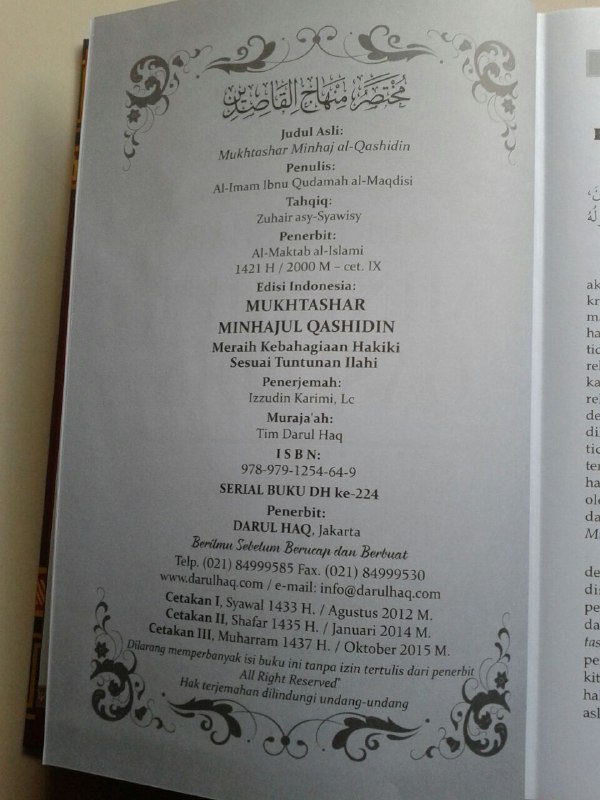 مُخْتَصَرُ مِنْهَاجِ القَاصِدِين
Judul Asli:
Mukhtashar Minhaj al-Qashidin
Penulis:
Al-Imam Ibnu Qudamah al-Maqdisi
Tahqiq:
Zuhair asy-Syawisy
Penerbit:
Al-Maktab al-Islami
1421 H / 2000 M – cet. IX
Edisi Indonesia:
MUKHTASHAR
MINHAJUL QASHIDIN
Meraih Kebahagiaan Hakiki
Sesuai Tuntunan Ilahi
Penerjemah:
Izzudin Karimi, Lc
Muraja'ah:
Tim Darul Haq
I S B N:
978-979-1254-64-9
SERIAL BUKU DH ke-224
Penerbit:
DARUL HAQ, Jakarta
Berilmu Sebelum Berucap dan Berbuat
Telp. (021) 84999585 Fax. (021) 84999530
www.darulhaq.com / e-mail: info@darulhaq.com
Cetakan I, Syawal 1433 H. / Agustus 2012 M.
Cetakan II, Shafar 1435 H. / Januari 2014 M.
Cetakan III, Muharram 1437 H. / Oktober 2015 M.
Dilarang memperbanyak isi buku ini tanpa izin tertulis dari penerbit
All Right Reserved"
Hak terjemahan dilindungi undang-undang